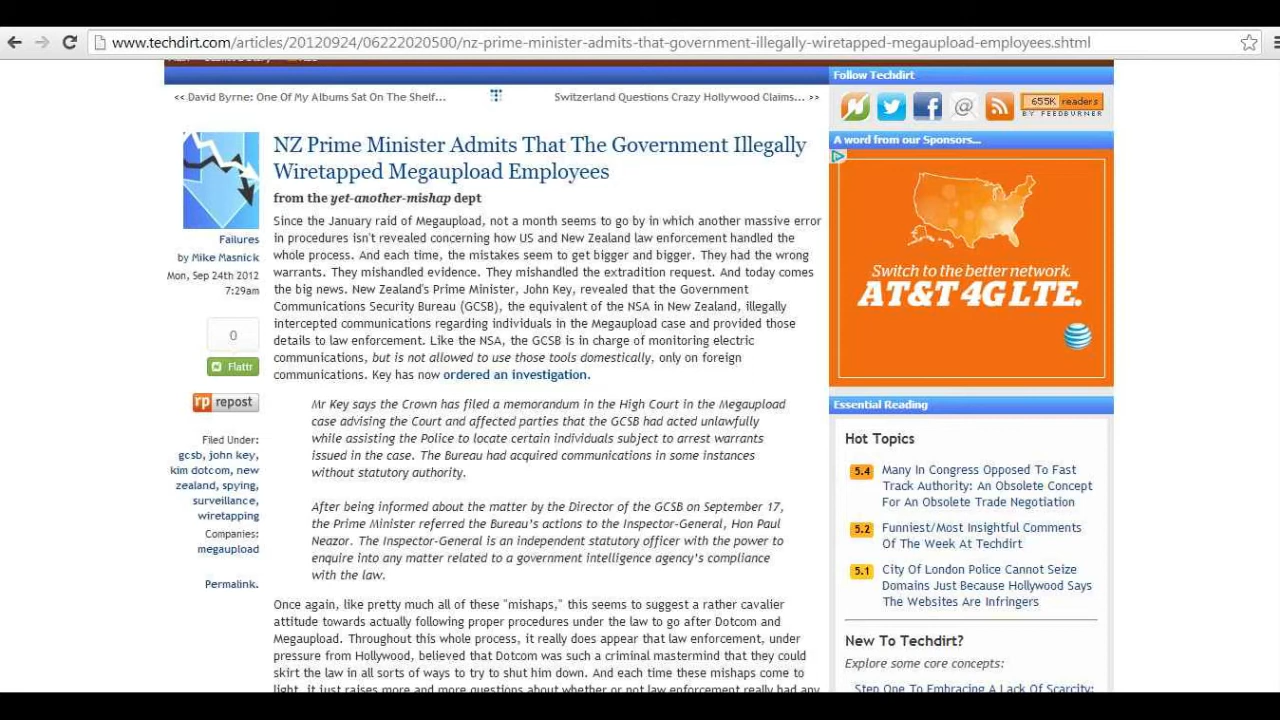 www.techdirt.com/articles/20120924/06222020500/nz-prime-minister-admits-that-government-illegally-wiretapped-megaupload-employees.shtml
<< David Byrne: One Of My Albums Sat On The Shelf...
Switzerland Questions Crazy Hollywood Claims... >>
NZ Prime Minister Admits That The Government Illegally
Wiretapped Megaupload Employees
from the yet-another-mishap dept
Failures
by Mike Masnick
Mon, Sep 24th 2012
7:29am
0
Flattr
rp repost
Filed Under:
gcsb, john key,
kim dotcom, new
zealand, spying,
surveillance,
wiretapping
Companies:
megaupload
Permalink.
Since the January raid of Megaupload, not a month seems to go by in which another massive error
in procedures isn't revealed concerning how US and New Zealand law enforcement handled the
whole process. And each time, the mistakes seem to get bigger and bigger. They had the wrong
warrants. They mishandled evidence. They mishandled the extradition request. And today comes
the big news. New Zealand's Prime Minister, John Key, revealed that the Government
Communications Security Bureau (GCSB), the equivalent of the NSA in New Zealand, illegally
intercepted communications regarding individuals in the Megaupload case and provided those
details to law enforcement. Like the NSA, the GCSB is in charge of monitoring electric
communications, but is not allowed to use those tools domestically, only on foreign
communications. Key has now ordered an investigation.
Mr Key says the Crown has filed a memorandum in the High Court in the Megaupload
case advising the Court and affected parties that the GCSB had acted unlawfully
while assisting the Police to locate certain individuals subject to arrest warrants
issued in the case. The Bureau had acquired communications in some instances
without statutory authority.
After being informed about the matter by the Director of the GCSB on September 17,
the Prime Minister referred the Bureau's actions to the Inspector-General, Hon Paul
Neazor. The Inspector-General is an independent statutory officer with the power to
enquire into any matter related to a government intelligence agency's compliance
with the law.
Once again, like pretty much all of these "mishaps," this seems to suggest a rather cavalier
attitude towards actually following proper procedures under the law to go after Dotcom and
Megaupload. Throughout this whole process, it really does appear that law enforcement, under
pressure from Hollywood, believed that Dotcom was such a criminal mastermind that they could
skirt the law in all sorts of ways to try to shut him down. And each time these mishaps come to
light, it just raises more and more questions about whether or not law enforcement really had any
Follow Techdirt
655K readers
BY FEEDBURNER
A word from our Sponsors...
Switch to the better network.
AT&T 4G LTE.
at&t
Essential Reading
Hot Topics
5.4 Many In Congress Opposed To Fast
Track Authority: An Obsolete Concept
For An Obsolete Trade Negotiation
5.2 Funniest/Most Insightful Comments
Of The Week At Techdirt
5.1 City Of London Police Cannot Seize
Domains Just Because Hollywood Says
The Websites Are Infringers
New To Techdirt?
Explore some core concepts:
Step One To Embracing A Lack Of Scarcity: